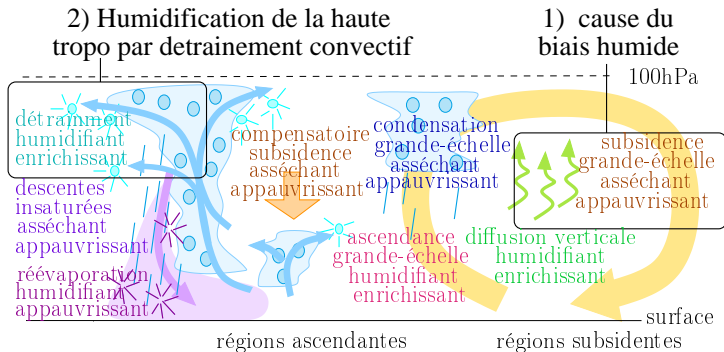 2) Humidification de la haute
tropo par detrainement convectif
1) cause du
biais humide
100hPa
détrainment
humidifiant
enrichissant
compensatoire
subsidence
asséchant
appauvrissant
condensation
grande-échelle
asséchant
appauvrissant
subsidence
grande-échelle
asséchant
appauvrissant
descentes
insaturées
asséchant
appauvrissant
ascendance
grande-échelle
humidifiant
enrichissant
diffusion verticale
humidifiant
enrichissant
réévaporation
humidifiant
appauvrissant
surface
régions ascendantes
régions subsidentes